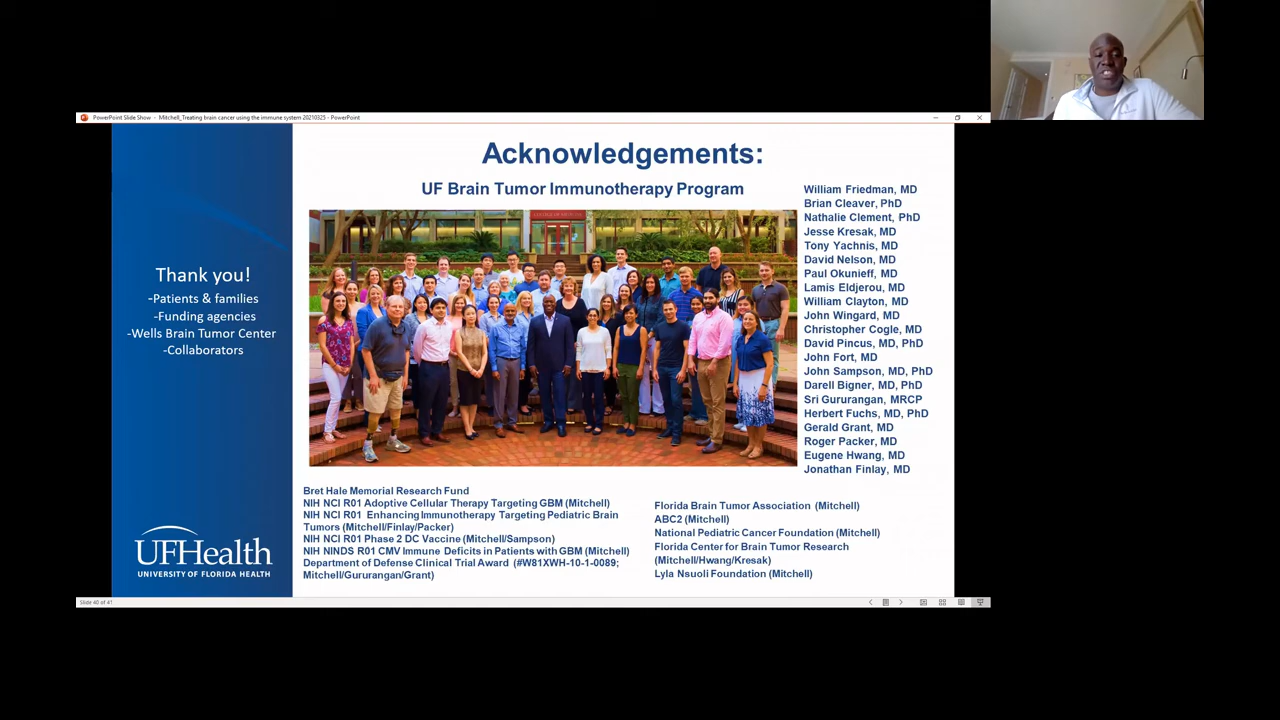 PowerPoint Slide Show - Mitchell_Treating brain cancer using the immune system 20210325 - PowerPoint
Acknowledgements:
UF Brain Tumor Immunotherapy Program
Thank you!
-Patients & families
-Funding agencies
-Wells Brain Tumor Center
-Collaborators
UFHealth
UNIVERSITY OF FLORIDA HEALTH
William Friedman, MD
Brian Cleaver, PhD
Nathalie Clement, PhD
Jesse Kresak, MD
Tony Yachnis, MD
David Nelson, MD
Paul Okunieff, MD
Lamis Eldjerou, MD
William Clayton, MD
John Wingard, MD
Christopher Cogle, MD
David Pincus, MD, PhD
John Fort, MD
John Sampson, MD, PhD
Darell Bigner, MD, PhD
Sri Gururangan, MRCP
Herbert Fuchs, MD, PhD
Gerald Grant, MD
Roger Packer, MD
Eugene Hwang, MD
Jonathan Finlay, MD
Bret Hale Memorial Research Fund
NIH NCI R01 Adoptive Cellular Therapy Targeting GBM (Mitchell)
NIH NCI R01 Enhancing Immunotherapy Targeting Pediatric Brain
Tumors (Mitchell/Finlay/Packer)
NIH NCI R01 Phase 2 DC Vaccine (Mitchell/Sampson)
NIH NINDS R01 CMV Immune Deficits in Patients with GBM (Mitchell)
Department of Defense Clinical Trial Award (#W81XWH-10-1-0089;
Mitchell/Gururangan/Grant)
Florida Brain Tumor Association (Mitchell)
ABC2 (Mitchell)
National Pediatric Cancer Foundation (Mitchell)
Florida Center for Brain Tumor Research
(Mitchell/Hwang/Kresak)
Lyla Nsuoli Foundation (Mitchell)
Slide 40 of 41